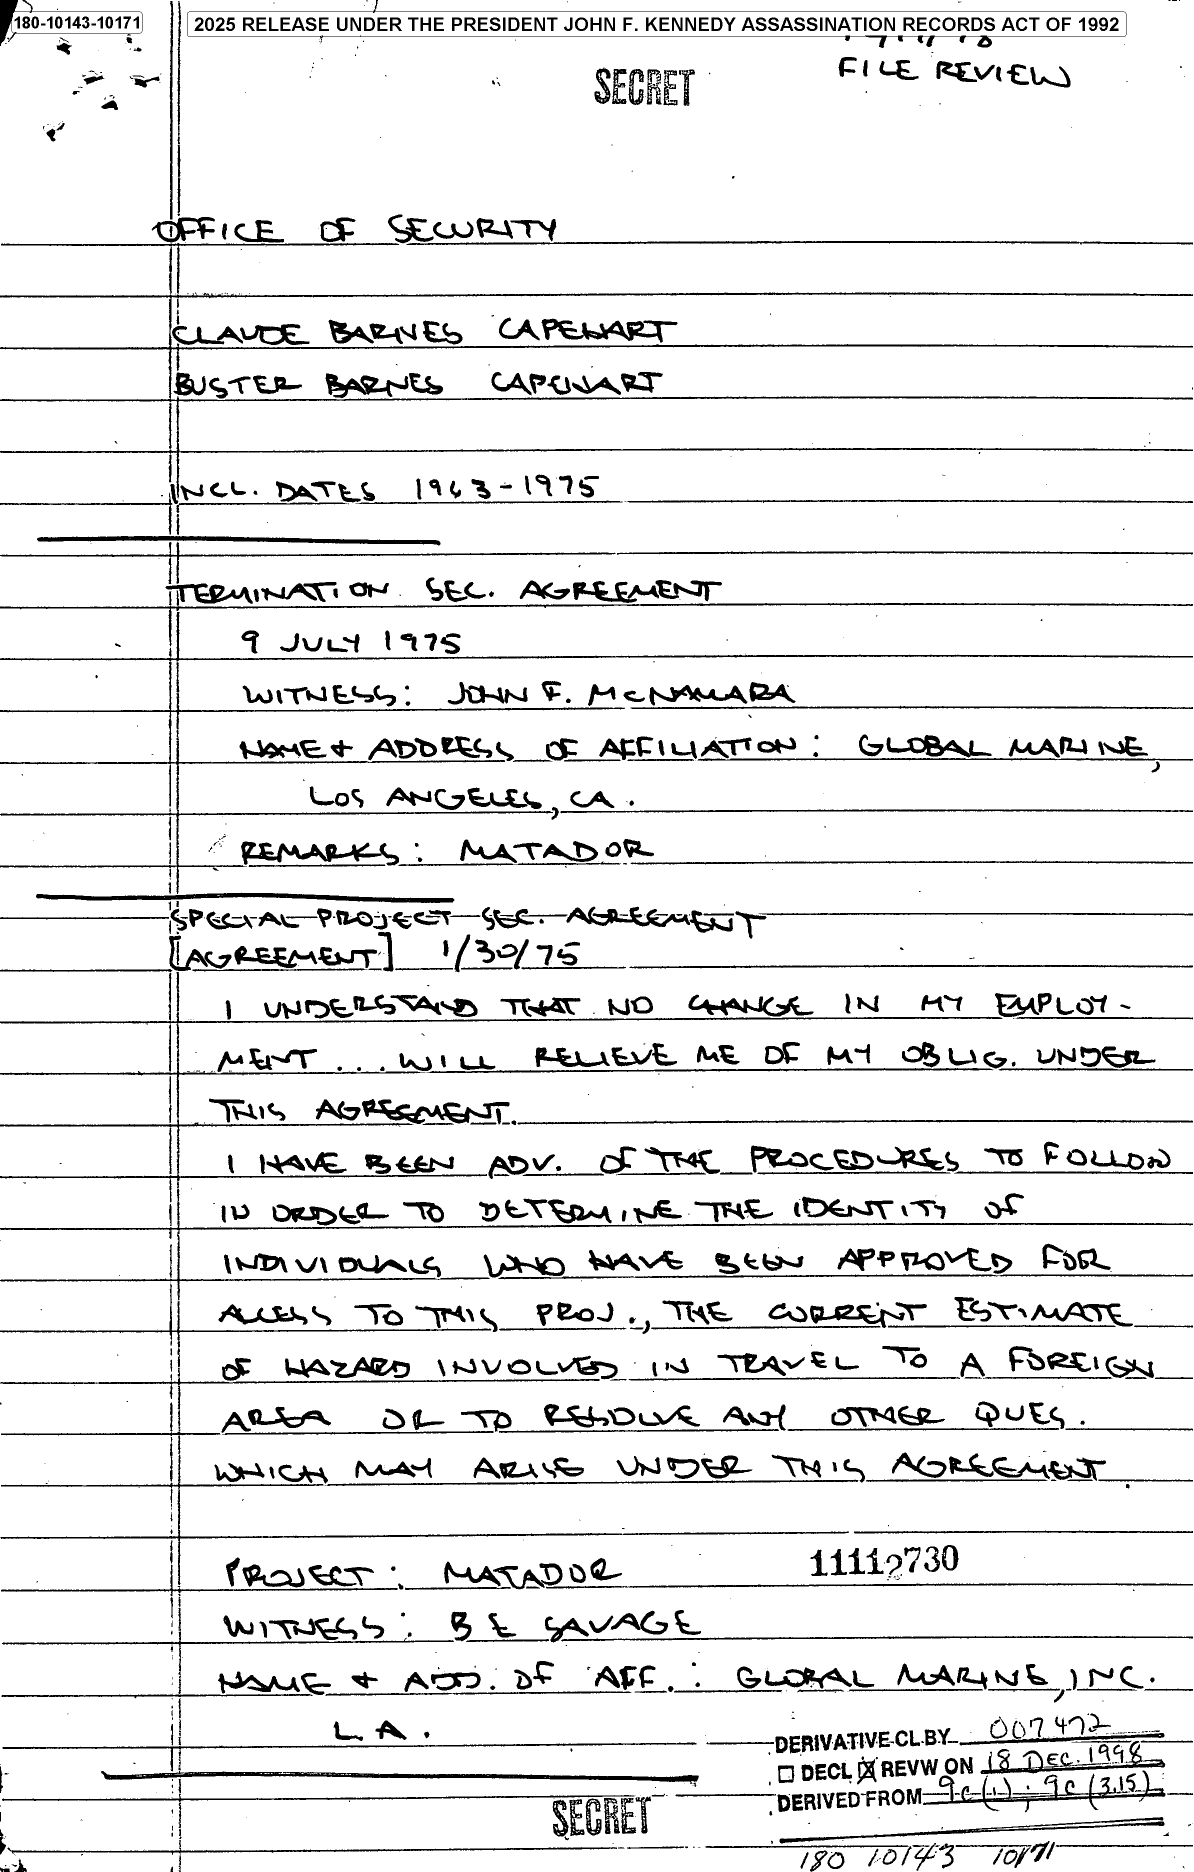 180-10143-10171
2025 RELEASE UNDER THE PRESIDENT JOHN F. KENNEDY ASSASSINATION RECORDS ACT OF 1992
FILE REVIEW
SECRET
OFFICE OF SECURITY
CLAUDE BARNES CAPEHART
BUSTER BARNES CAPEHART
INCL. DATES 1963-1975
TERMINATION SEC. AGREEMENT
9 JULY 1975
WITNESS: JOHN F. MCNAMARA
NAME + ADDRESS OF AFFILIATION: GLOBAL MARINE,
LOS ANGELES, CA.
REMARKS: MATADOR
SPECIAL PROJECT SEC. AGREEMENT
[AGREEMENT] 1/30/75
I UNDERSTAND THAT NO CHANGE IN MY EMPLOY-
MENT ... WILL RELIEVE ME OF MY OBLIG. UNDER
THIS AGREEMENT.
I HAVE BEEN ADV. OF THE PROCEDURES TO FOLLOW
IN ORDER TO DETERMINE THE IDENTITY OF
INDIVIDUALS WHO HAVE BEEN APPROVED FOR
ACCESS TO THIS PROJ., THE CURRENT ESTIMATE
OF HAZARD INVOLVED IN TRAVEL TO A FOREIGN
AREA OR TO RESOLVE ANY OTHER QUES.
WHICH MAY ARISE UNDER THIS AGREEMENT.
PROJECT: MATADOR
11112730
WITNESS: B E SAVAGE
NAME + ADD. OF AFF.: GLOBAL MARINE, INC.
L.A.
DERIVATIVE CL BY 007472
☐ DECL ☒ REVW ON 18 DEC. 1998
DERIVED FROM 9c(1); 9c(3.15)
SECRET
180 10143 10171